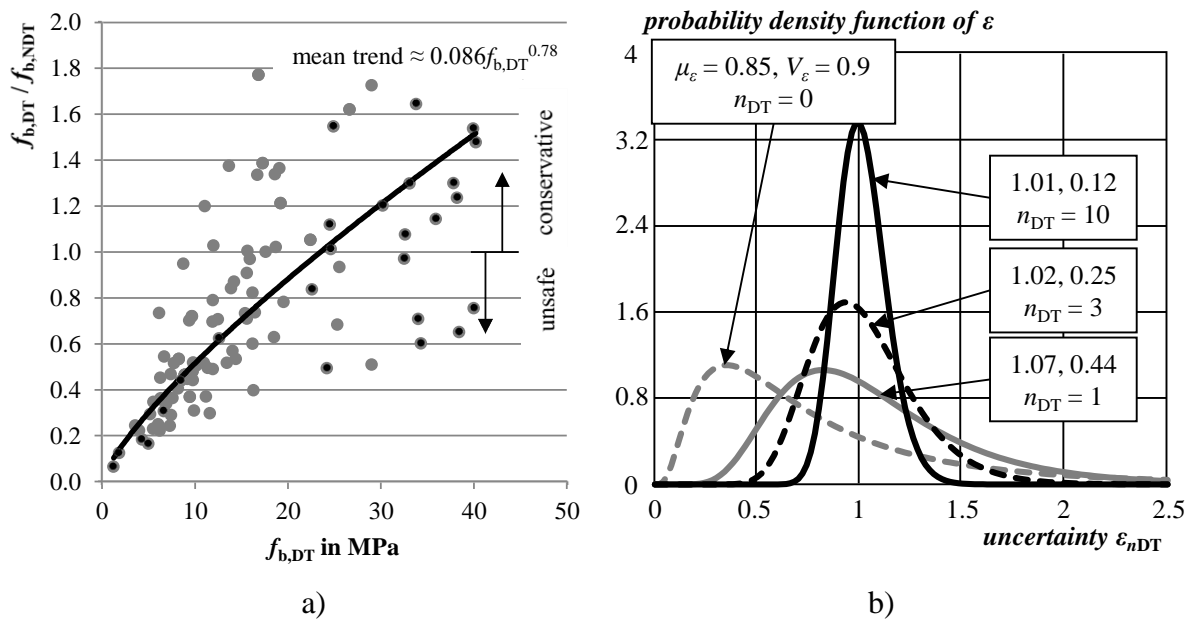 2.0
1.8
1.6
1.4
1.2
1.0
0.8
0.6
0.4
0.2
0.0
f_b,DT / f_b,NDT
mean trend ≈ 0.086f_b,DT^0.78
conservative
unsafe
0 10 20 30 40 50
f_b,DT in MPa
a)
probability density function of ε
4
3.2
2.4
1.6
0.8
0
μ_ε = 0.85, V_ε = 0.9
n_DT = 0
1.01, 0.12
n_DT = 10
1.02, 0.25
n_DT = 3
1.07, 0.44
n_DT = 1
0 0.5 1 1.5 2 2.5
uncertainty ε_nDT
b)